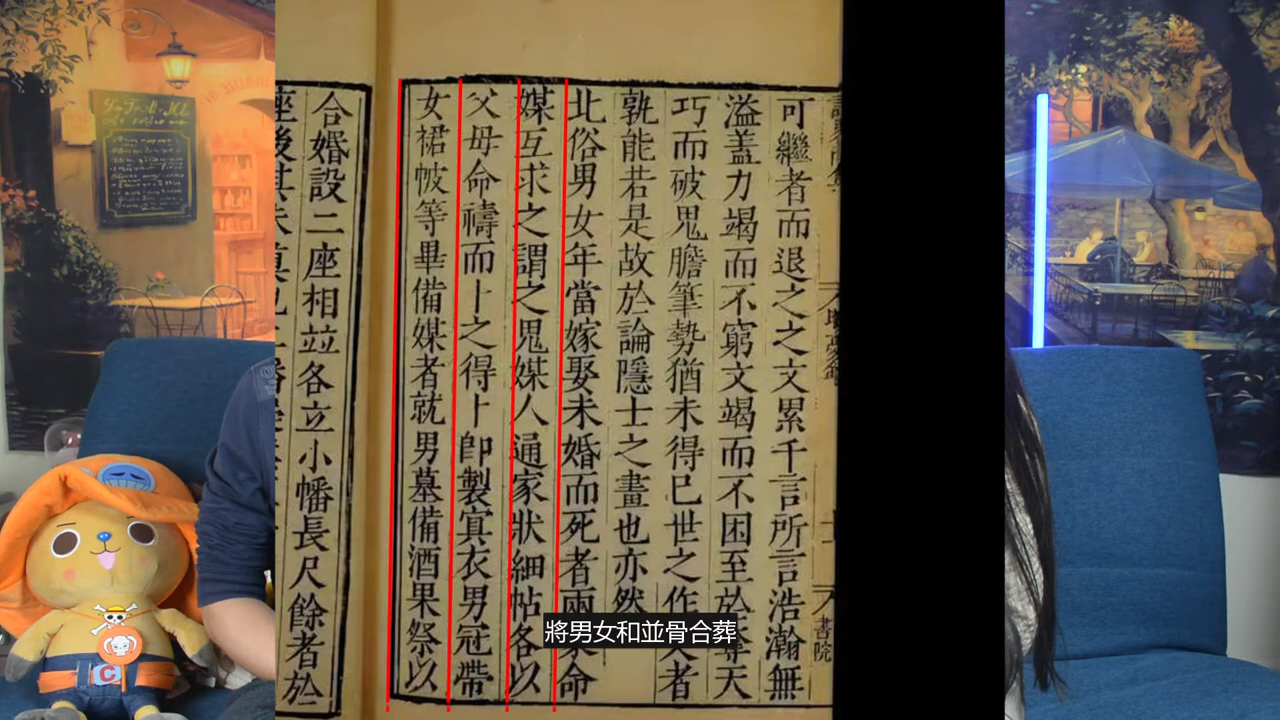 可繼者而退之之文累千言所言浩瀚無
溢蓋力竭而不窮文竭而不困至於
天
巧而破鬼膽筆勢猶未得已世之作
者
孰能若是故於論隱士之畫也亦然
北俗男女年當嫁娶未婚而死者兩
命
媒互求之謂之鬼媒人通家狀細帖各以
父母命禱而卜之得卜即製冥衣男冠帶
女裙帔等畢備媒者就男墓備酒果祭以
合婚設二座相並各立小幡長尺餘者於
書院
將男女和並骨合葬